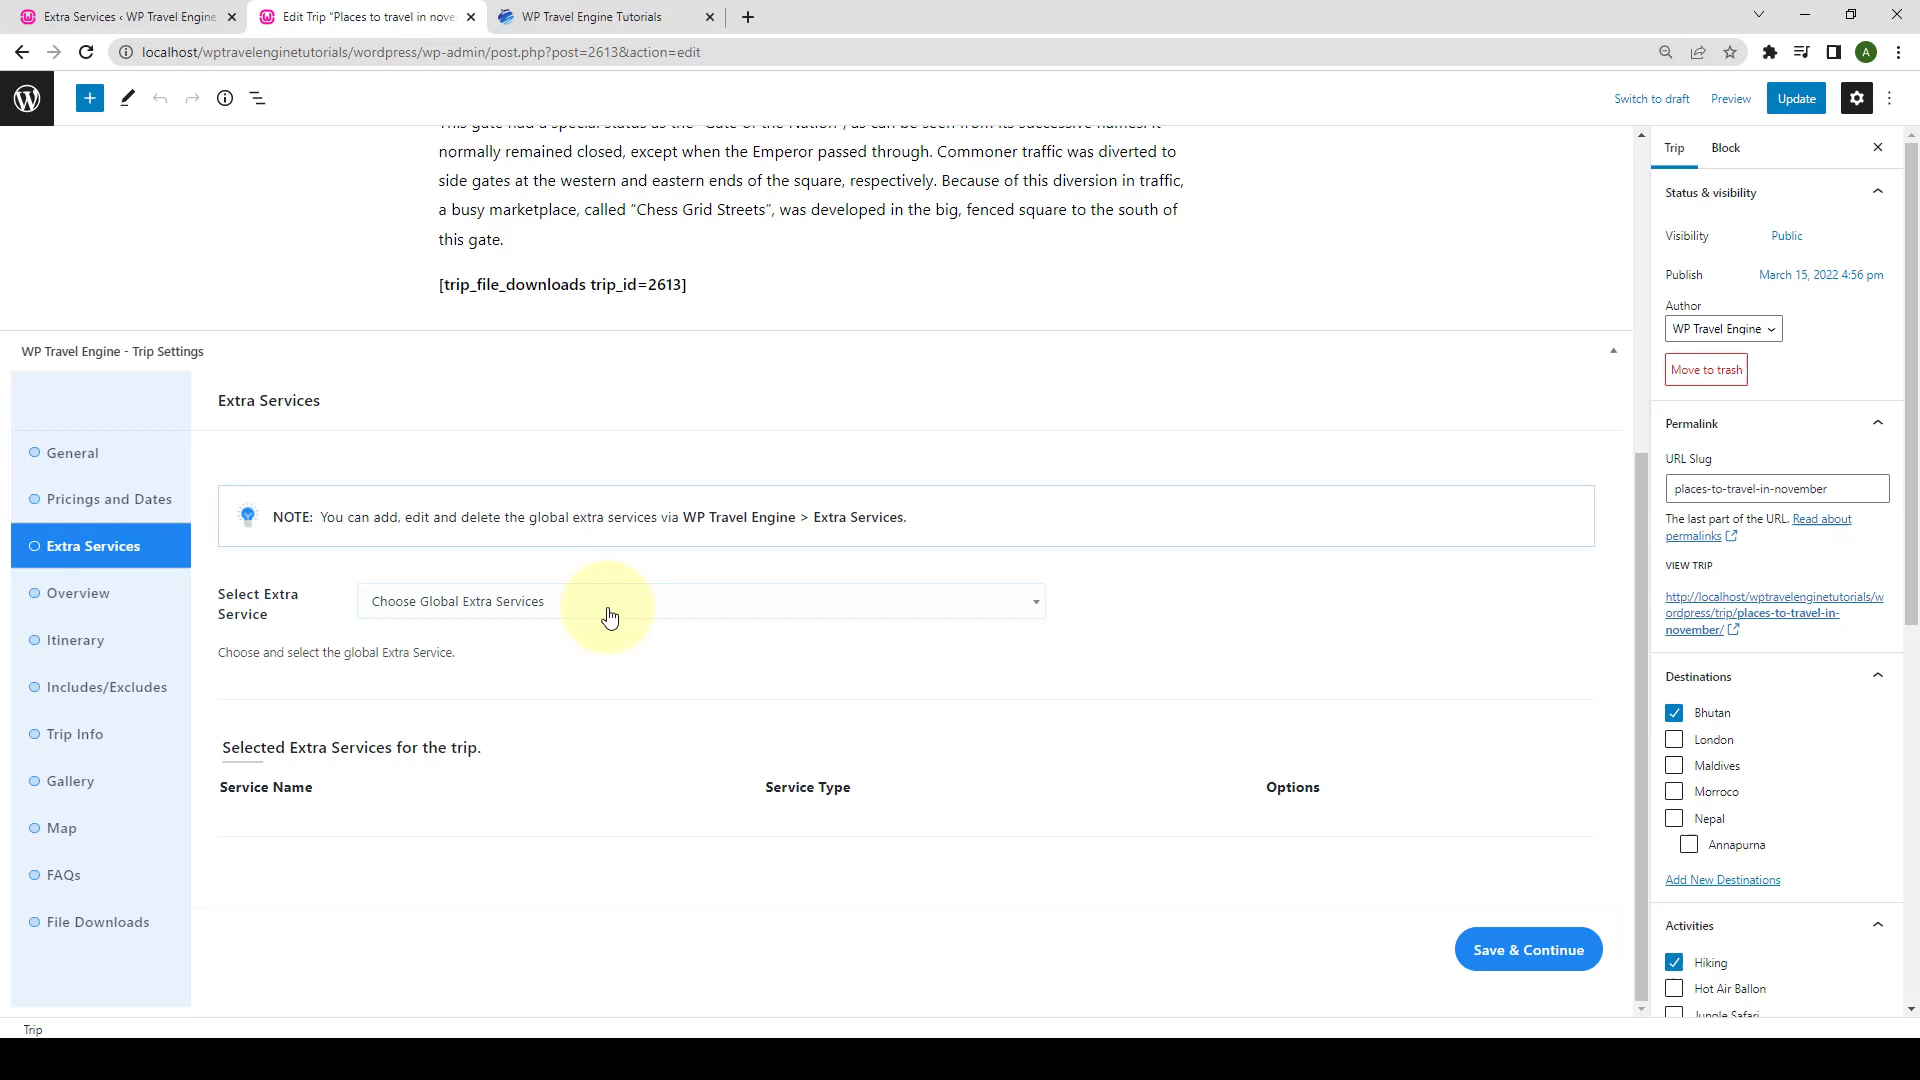 Extra Services ‹ WP Travel Engine
Edit Trip “Places to travel in nove
WP Travel Engine Tutorials
localhost/wptravelenginetutorials/wordpress/wp-admin/post.php?post=2613&action=edit
A
Switch to draft
Preview
Update
This gate had a special status as the “Gate of the Nation”, as can be seen from its successive names. It
normally remained closed, except when the Emperor passed through. Commoner traffic was diverted to
side gates at the western and eastern ends of the square, respectively. Because of this diversion in traffic,
a busy marketplace, called “Chess Grid Streets”, was developed in the big, fenced square to the south of
this gate.
[trip_file_downloads trip_id=2613]
WP Travel Engine - Trip Settings
General
Pricings and Dates
Extra Services
Overview
Itinerary
Includes/Excludes
Trip Info
Gallery
Map
FAQs
File Downloads
Extra Services
NOTE: You can add, edit and delete the global extra services via WP Travel Engine > Extra Services.
Select Extra
Service
Choose Global Extra Services
Choose and select the global Extra Service.
Selected Extra Services for the trip.
Service Name
Service Type
Options
Save & Continue
Trip
Trip
Block
Status & visibility
Visibility
Public
Publish
March 15, 2022 4:56 pm
Author
WP Travel Engine
Move to trash
Permalink
URL Slug
places-to-travel-in-november
The last part of the URL. Read about
permalinks
VIEW TRIP
http://localhost/wptravelenginetutorials/w
ordpress/trip/places-to-travel-in-
november/
Destinations
Bhutan
London
Maldives
Morroco
Nepal
Annapurna
Add New Destinations
Activities
Hiking
Hot Air Ballon
Jungle Safari